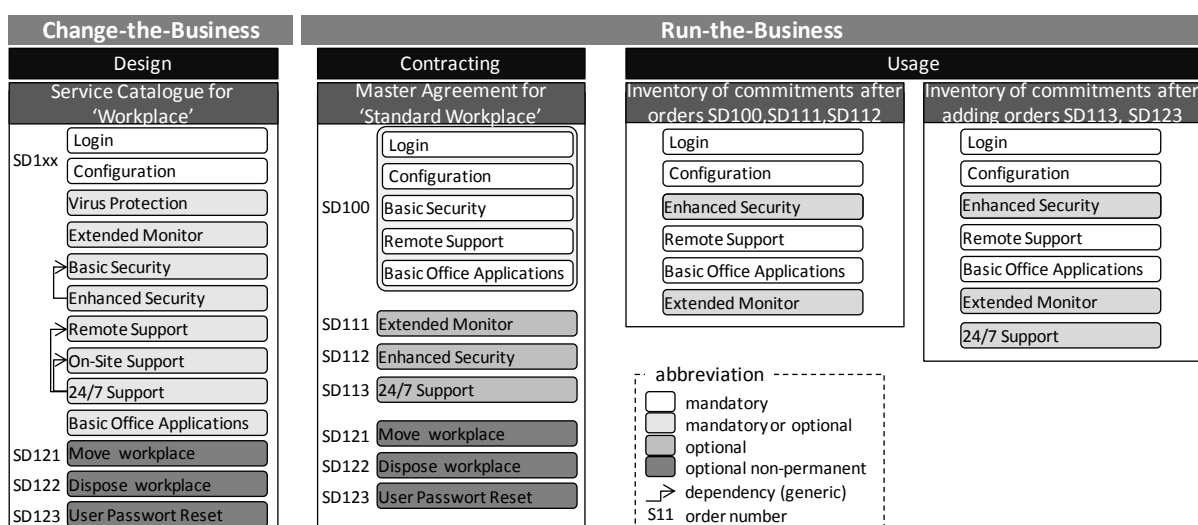 Change-the-Business
Run-the-Business
Design
Contracting
Usage
Service Catalogue for
‘Workplace’
Master Agreement for
‘Standard Workplace’
Inventory of commitments after
orders SD100,SD111,SD112
Inventory of commitments after
adding orders SD113, SD123
SD1xx
Login
Configuration
Virus Protection
Extended Monitor
Basic Security
Enhanced Security
Remote Support
On-Site Support
24/7 Support
Basic Office Applications
SD121 Move workplace
SD122 Dispose workplace
SD123 User Passwort Reset
SD100
Login
Configuration
Basic Security
Remote Support
Basic Office Applications
SD111 Extended Monitor
SD112 Enhanced Security
SD113 24/7 Support
SD121 Move workplace
SD122 Dispose workplace
SD123 User Passwort Reset
Login
Configuration
Enhanced Security
Remote Support
Basic Office Applications
Extended Monitor
Login
Configuration
Enhanced Security
Remote Support
Basic Office Applications
Extended Monitor
24/7 Support
abbreviation
mandatory
mandatory or optional
optional
optional non-permanent
dependency (generic)
S11 order number